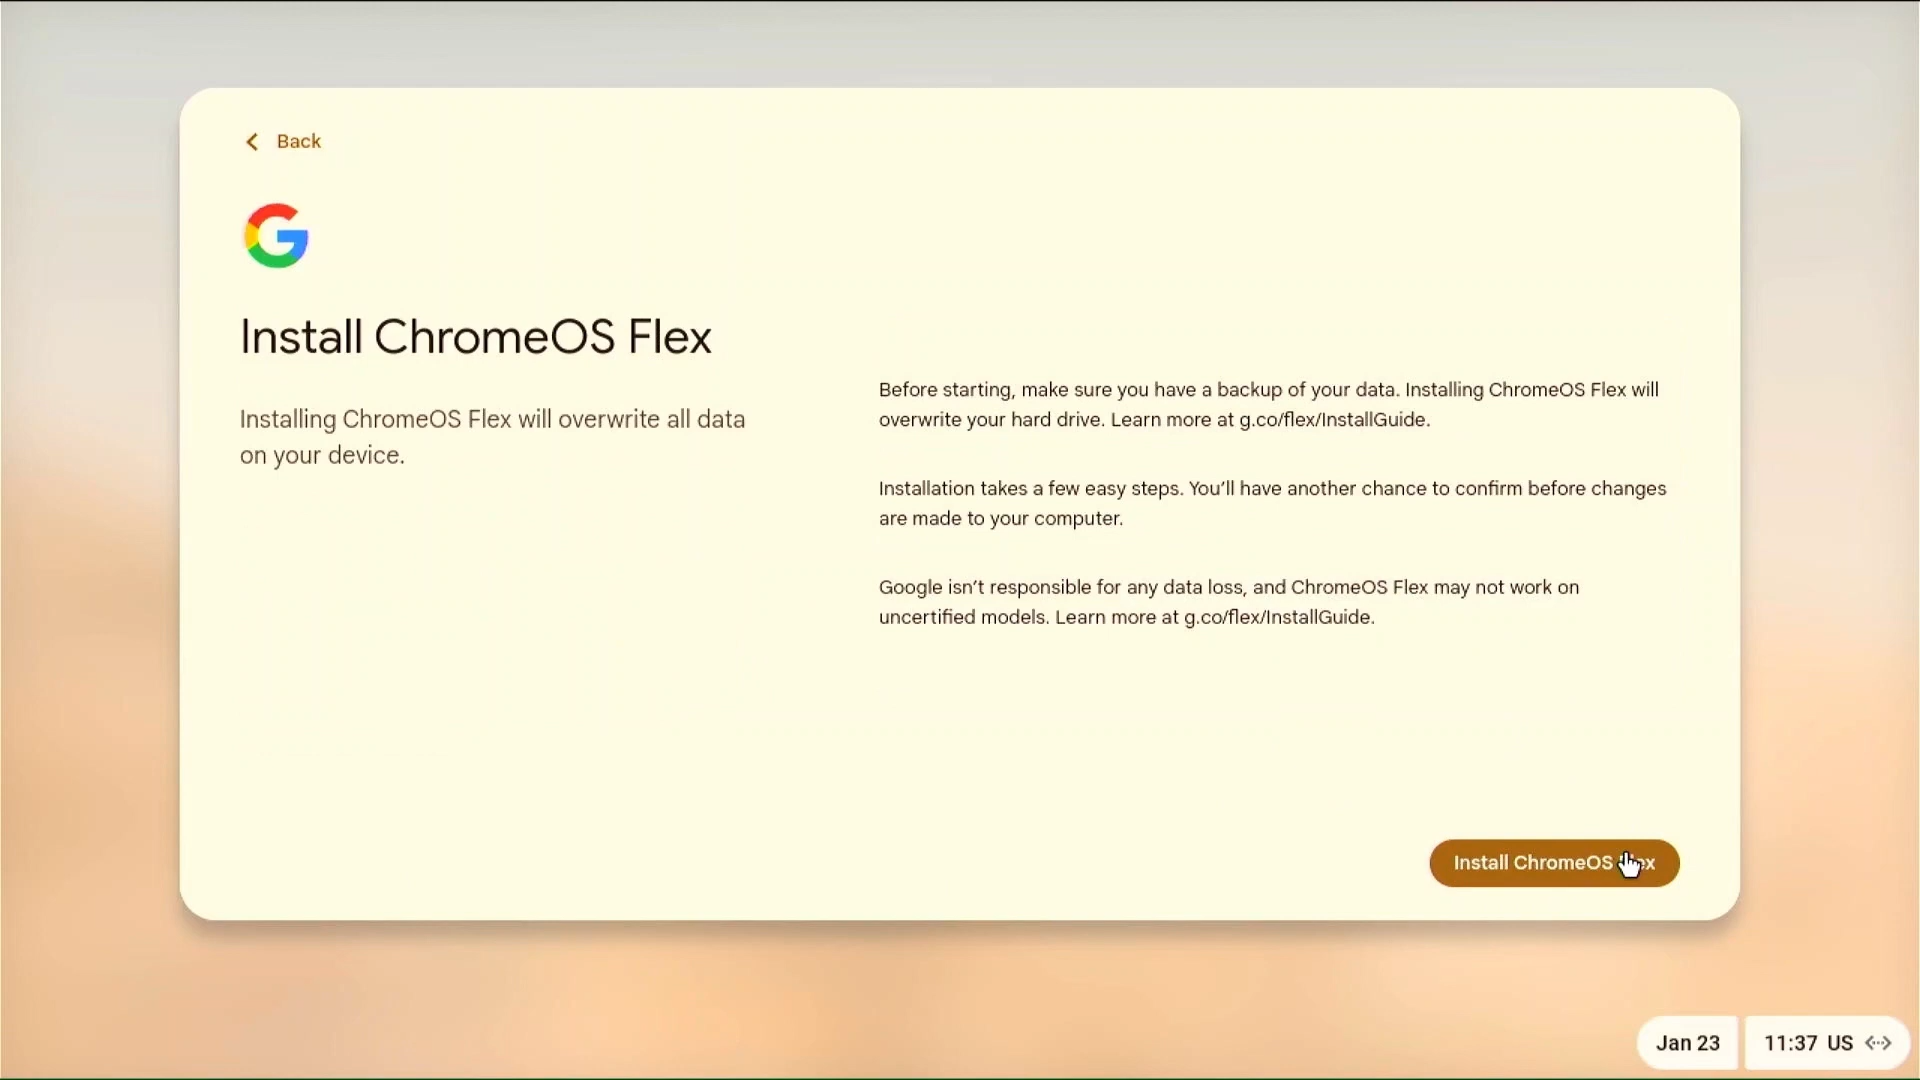 Back
Install ChromeOS Flex
Installing ChromeOS Flex will overwrite all data
on your device.
Before starting, make sure you have a backup of your data. Installing ChromeOS Flex will
overwrite your hard drive. Learn more at g.co/flex/InstallGuide.
Installation takes a few easy steps. You’ll have another chance to confirm before changes
are made to your computer.
Google isn’t responsible for any data loss, and ChromeOS Flex may not work on
uncertified models. Learn more at g.co/flex/InstallGuide.
Install ChromeOS Flex
Jan 23
11:37 US